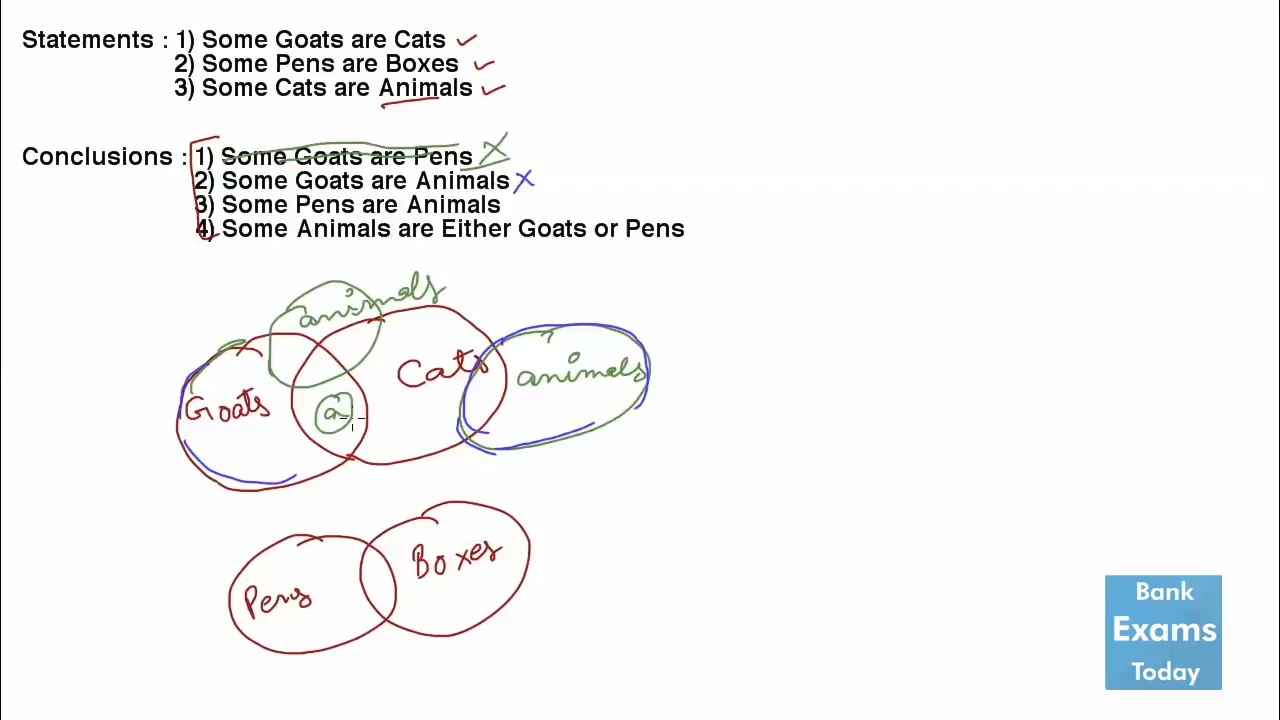 Statements : 1) Some Goats are Cats
2) Some Pens are Boxes
3) Some Cats are Animals
Conclusions : 1) Some Goats are Pens
2) Some Goats are Animals
3) Some Pens are Animals
4) Some Animals are Either Goats or Pens
animals
Goats
Cats
animals
a
Pens
Boxes
Bank
Exams
Today